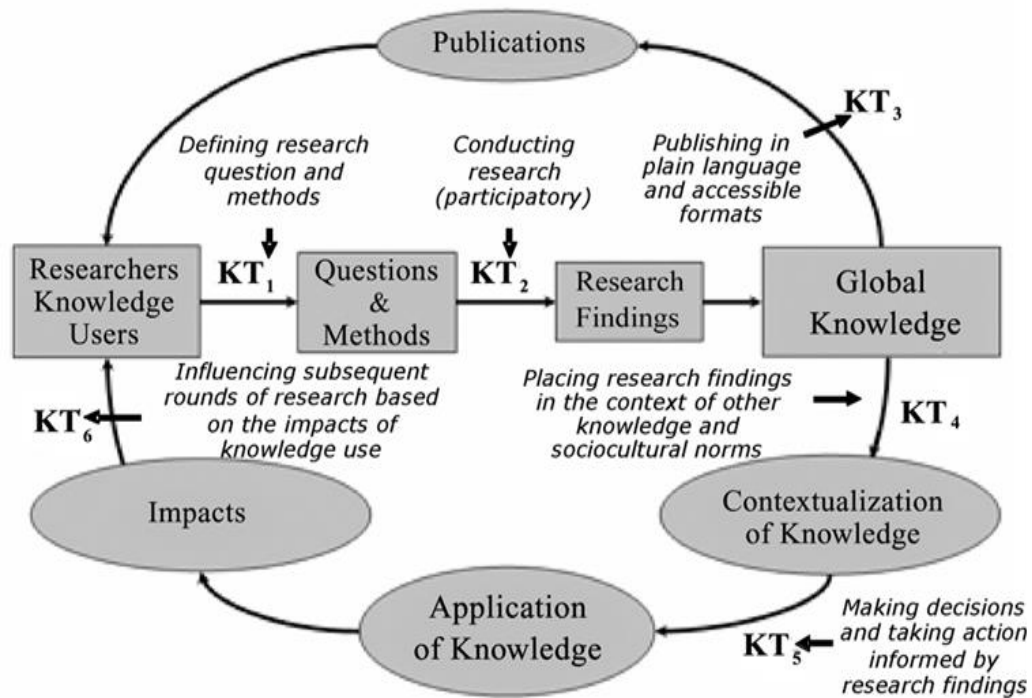 Publications
KT3
Defining research
question and
methods
Conducting
research
(participatory)
Publishing in
plain language
and accessible
formats
Researchers
Knowledge
Users
KT1
Questions
&
Methods
KT2
Research
Findings
Global
Knowledge
Influencing subsequent
rounds of research based
on the impacts of
knowledge use
KT6
Placing research findings
in the context of other
knowledge and
sociocultural norms
KT4
Impacts
Contextualization
of Knowledge
Application
of Knowledge
KT5
Making decisions
and taking action
informed by
research findings